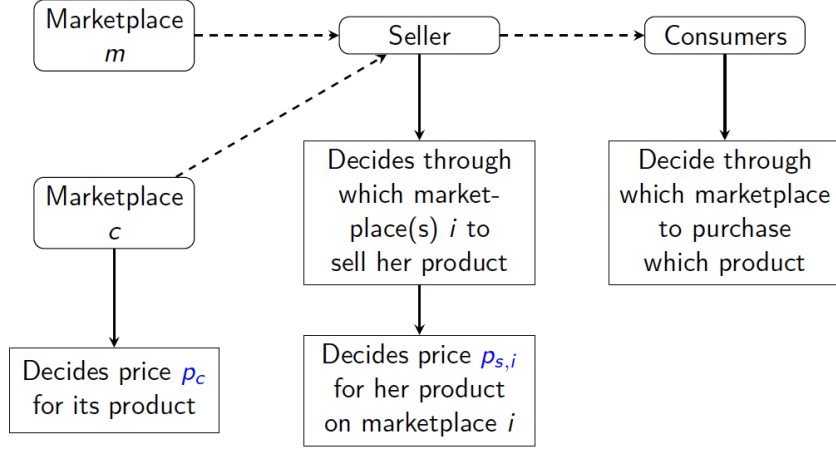 Marketplace
m
Seller
Consumers
Marketplace
c
Decides through
which market-
place(s) i to
sell her product
Decide through
which marketplace
to purchase
which product
Decides price p_c
for its product
Decides price p_{s,i}
for her product
on marketplace i